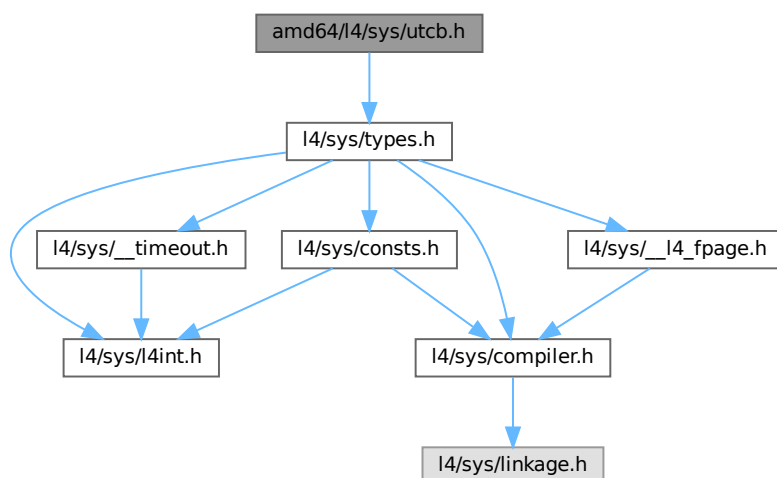 amd64/l4/sys/utcb.h
l4/sys/types.h
l4/sys/__timeout.h
l4/sys/consts.h
l4/sys/__l4_fpage.h
l4/sys/l4int.h
l4/sys/compiler.h
l4/sys/linkage.h